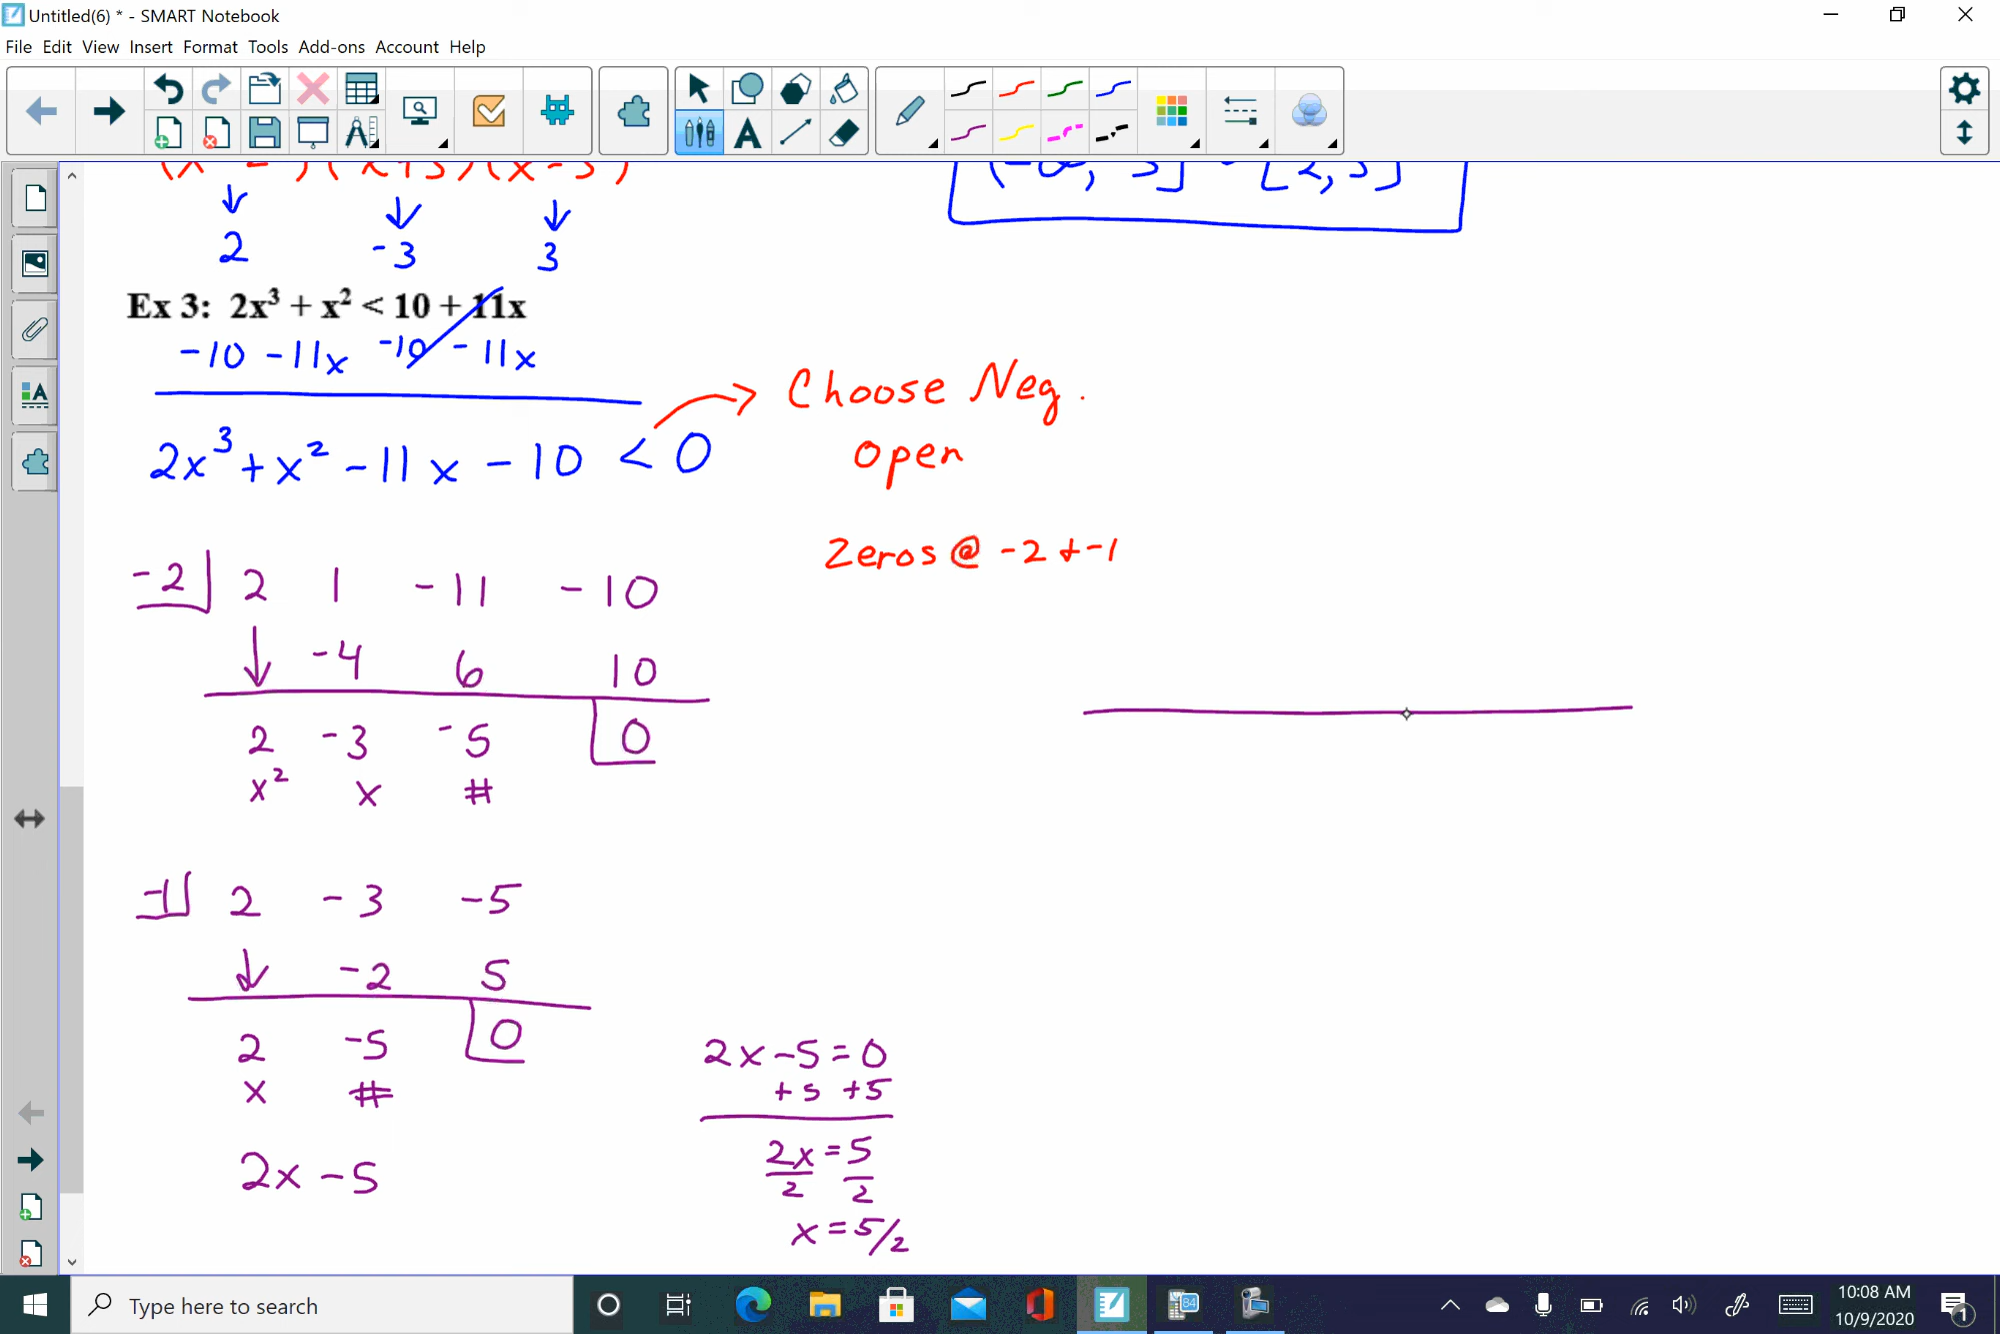 Untitled(6) * - SMART Notebook
File Edit View Insert Format Tools Add-ons Account Help
2 -3 3
Ex 3: 2x³ + x² < 10 + 11x
-10 -11x -10 - 11x
Choose Neg.
2x³ + x² - 11x - 10 < 0
open
Zeros @ -2 + -1
-2 2 1 -11 -10
-4 6 10
2 -3 -5 0
x² x #
-1 2 -3 -5
-2 5
2 -5 0
x #
2x - 5
2x - 5 = 0
+5 +5
2x = 5
2 2
x = 5/2
Type here to search
84
10:08 AM
10/9/2020
1